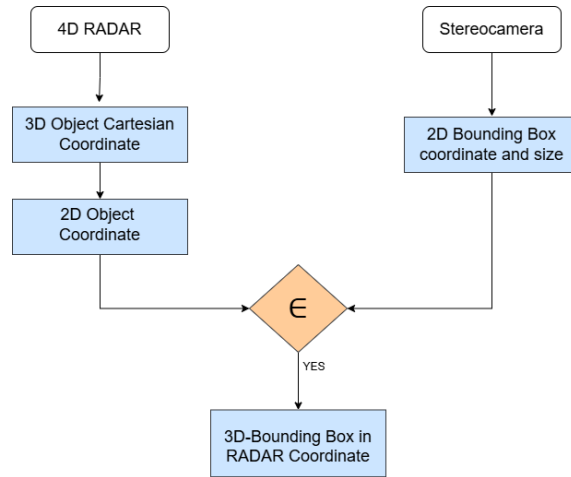 4D RADAR
Stereocamera
3D Object Cartesian
Coordinate
2D Bounding Box
coordinate and size
2D Object
Coordinate
∈
YES
3D-Bounding Box in
RADAR Coordinate